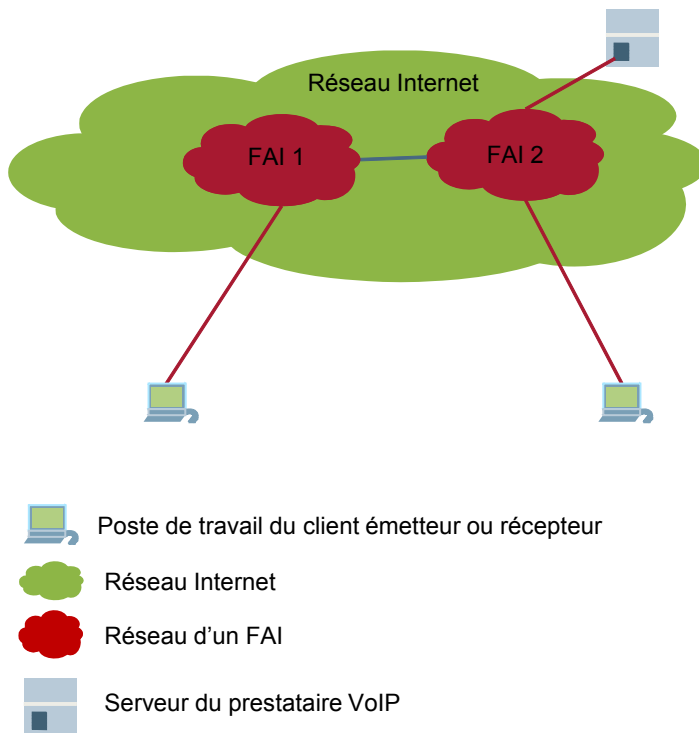 Réseau Internet
FAI 1
FAI 2
Poste de travail du client émetteur ou récepteur
Réseau Internet
Réseau d’un FAI
Serveur du prestataire VoIP